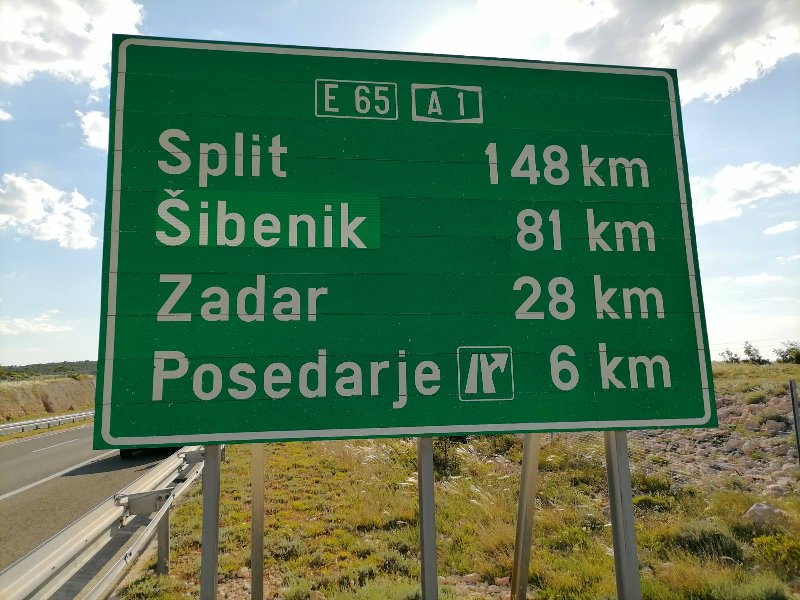 E 65 A 1
Split 148 km
Šibenik 81 km
Zadar 28 km
Posedarje 6 km